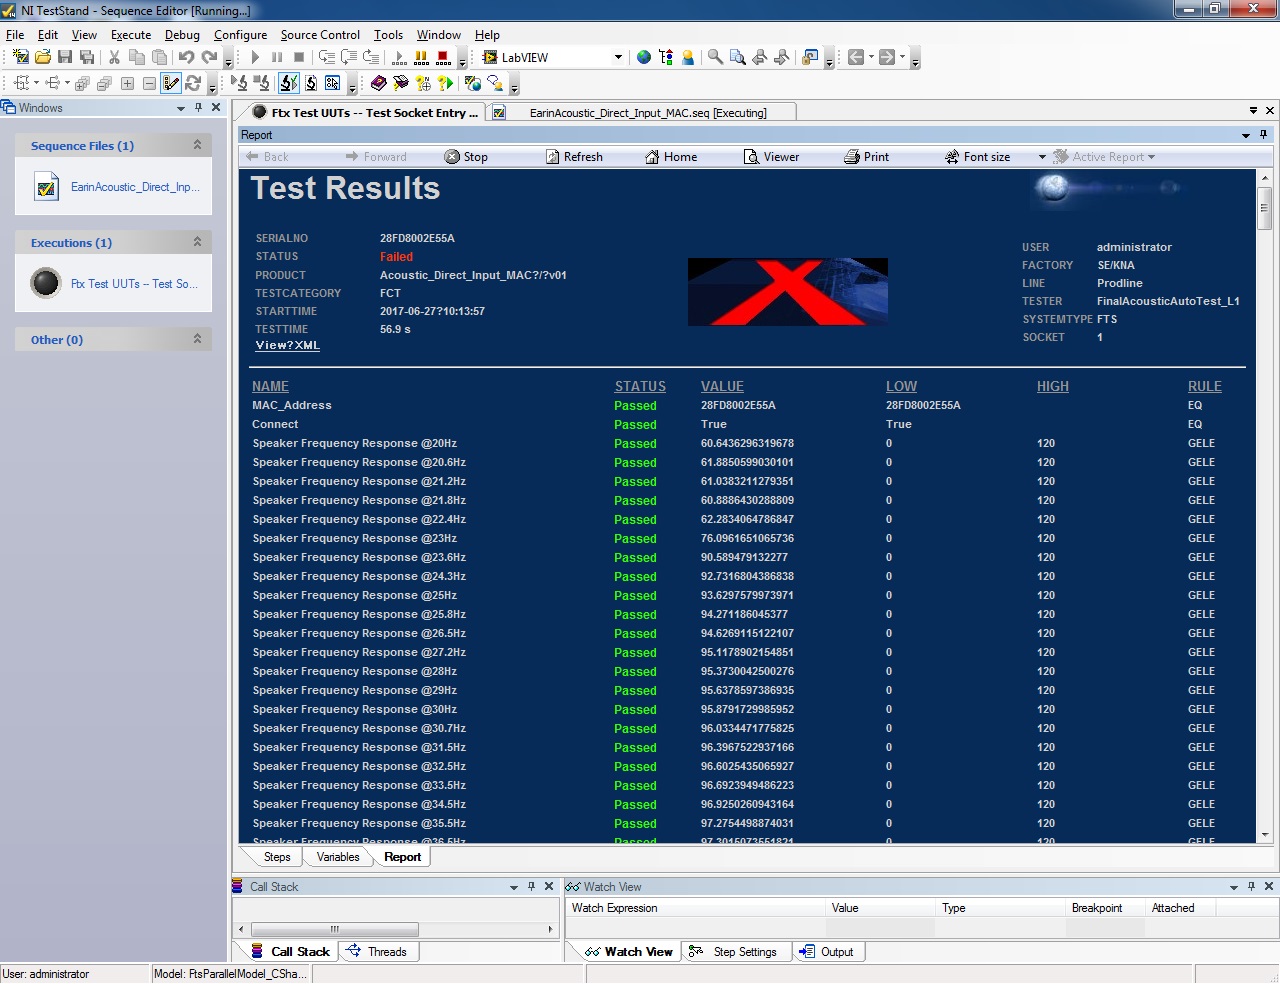 NI TestStand - Sequence Editor [Running...]
File Edit View Execute Debug Configure Source Control Tools Window Help
LabVIEW
Windows
Ftx Test UUTs -- Test Socket Entry ...
EarinAcoustic_Direct_Input_MAC.seq [Executing]
Sequence Files (1)
EarinAcoustic_Direct_Inp...
Executions (1)
Ftx Test UUTs -- Test So...
Other (0)
Report
Back Forward Stop Refresh Home Viewer Print Font size Active Report
Test Results
SERIALNO 28FD8002E55A
STATUS Failed
PRODUCT Acoustic_Direct_Input_MAC?/?v01
TESTCATEGORY FCT
STARTTIME 2017-06-27?10:13:57
TESTTIME 56.9 s
View?XML
USER administrator
FACTORY SE/KNA
LINE Prodline
TESTER FinalAcousticAutoTest_L1
SYSTEMTYPE FTS
SOCKET 1
NAME STATUS VALUE LOW HIGH RULE
MAC_Address Passed 28FD8002E55A 28FD8002E55A EQ
Connect Passed True True EQ
Speaker Frequency Response @20Hz Passed 60.6436296319678 0 120 GELE
Speaker Frequency Response @20.6Hz Passed 61.8850599030101 0 120 GELE
Speaker Frequency Response @21.2Hz Passed 61.0383211279351 0 120 GELE
Speaker Frequency Response @21.8Hz Passed 60.8886430288809 0 120 GELE
Speaker Frequency Response @22.4Hz Passed 62.2834064786847 0 120 GELE
Speaker Frequency Response @23Hz Passed 76.0961651065736 0 120 GELE
Speaker Frequency Response @23.6Hz Passed 90.589479132277 0 120 GELE
Speaker Frequency Response @24.3Hz Passed 92.7316804386838 0 120 GELE
Speaker Frequency Response @25Hz Passed 93.6297579973971 0 120 GELE
Speaker Frequency Response @25.8Hz Passed 94.271186045377 0 120 GELE
Speaker Frequency Response @26.5Hz Passed 94.6269115122107 0 120 GELE
Speaker Frequency Response @27.2Hz Passed 95.1178902154851 0 120 GELE
Speaker Frequency Response @28Hz Passed 95.3730042500276 0 120 GELE
Speaker Frequency Response @29Hz Passed 95.6378597386935 0 120 GELE
Speaker Frequency Response @30Hz Passed 95.8791729985952 0 120 GELE
Speaker Frequency Response @30.7Hz Passed 96.0334471775825 0 120 GELE
Speaker Frequency Response @31.5Hz Passed 96.3967522937166 0 120 GELE
Speaker Frequency Response @32.5Hz Passed 96.6025435065927 0 120 GELE
Speaker Frequency Response @33.5Hz Passed 96.6923949486223 0 120 GELE
Speaker Frequency Response @34.5Hz Passed 96.9250260943164 0 120 GELE
Speaker Frequency Response @35.5Hz Passed 97.2754498874031 0 120 GELE
Speaker Frequency Response @36.5Hz Passed 97.3015073551821 0 120 GELE
Steps Variables Report
Call Stack
Watch View
Watch Expression Value Type Breakpoint Attached
Call Stack Threads
Watch View Step Settings Output
User: administrator Model: FtsParallelModel_CSha...